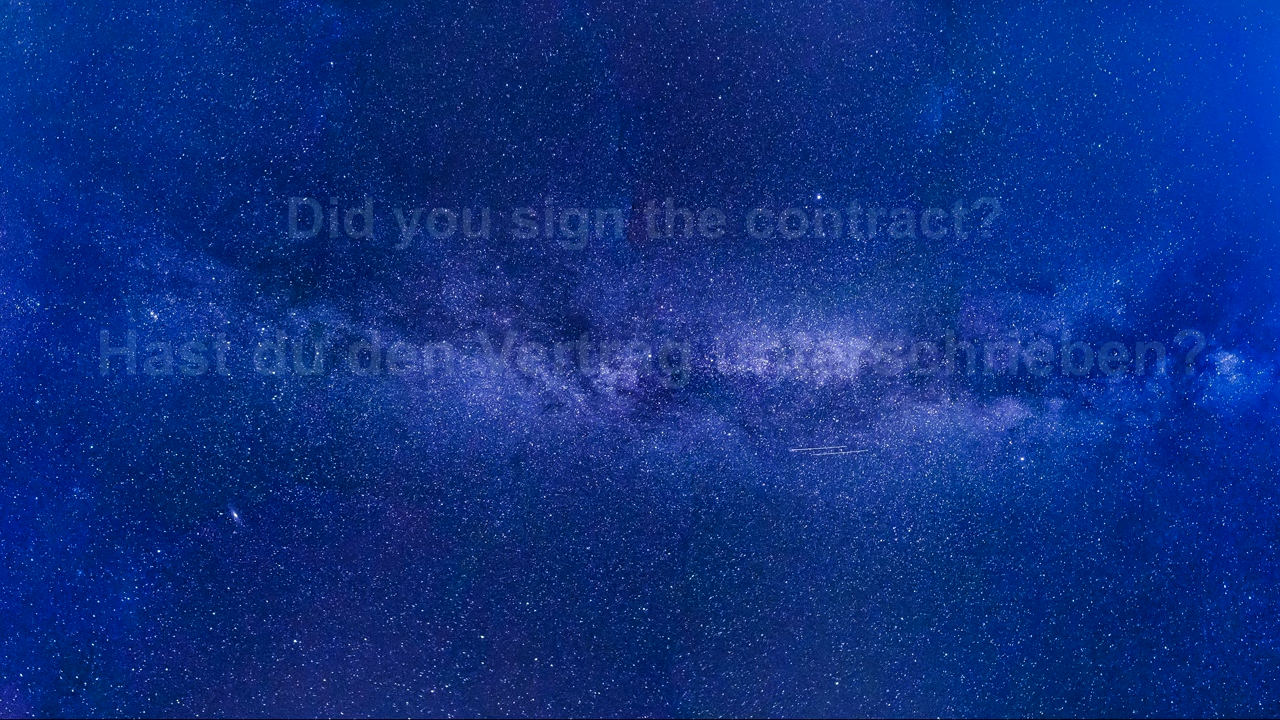 Did you sign the contract?
Hast du den Vertrag unterschrieben?